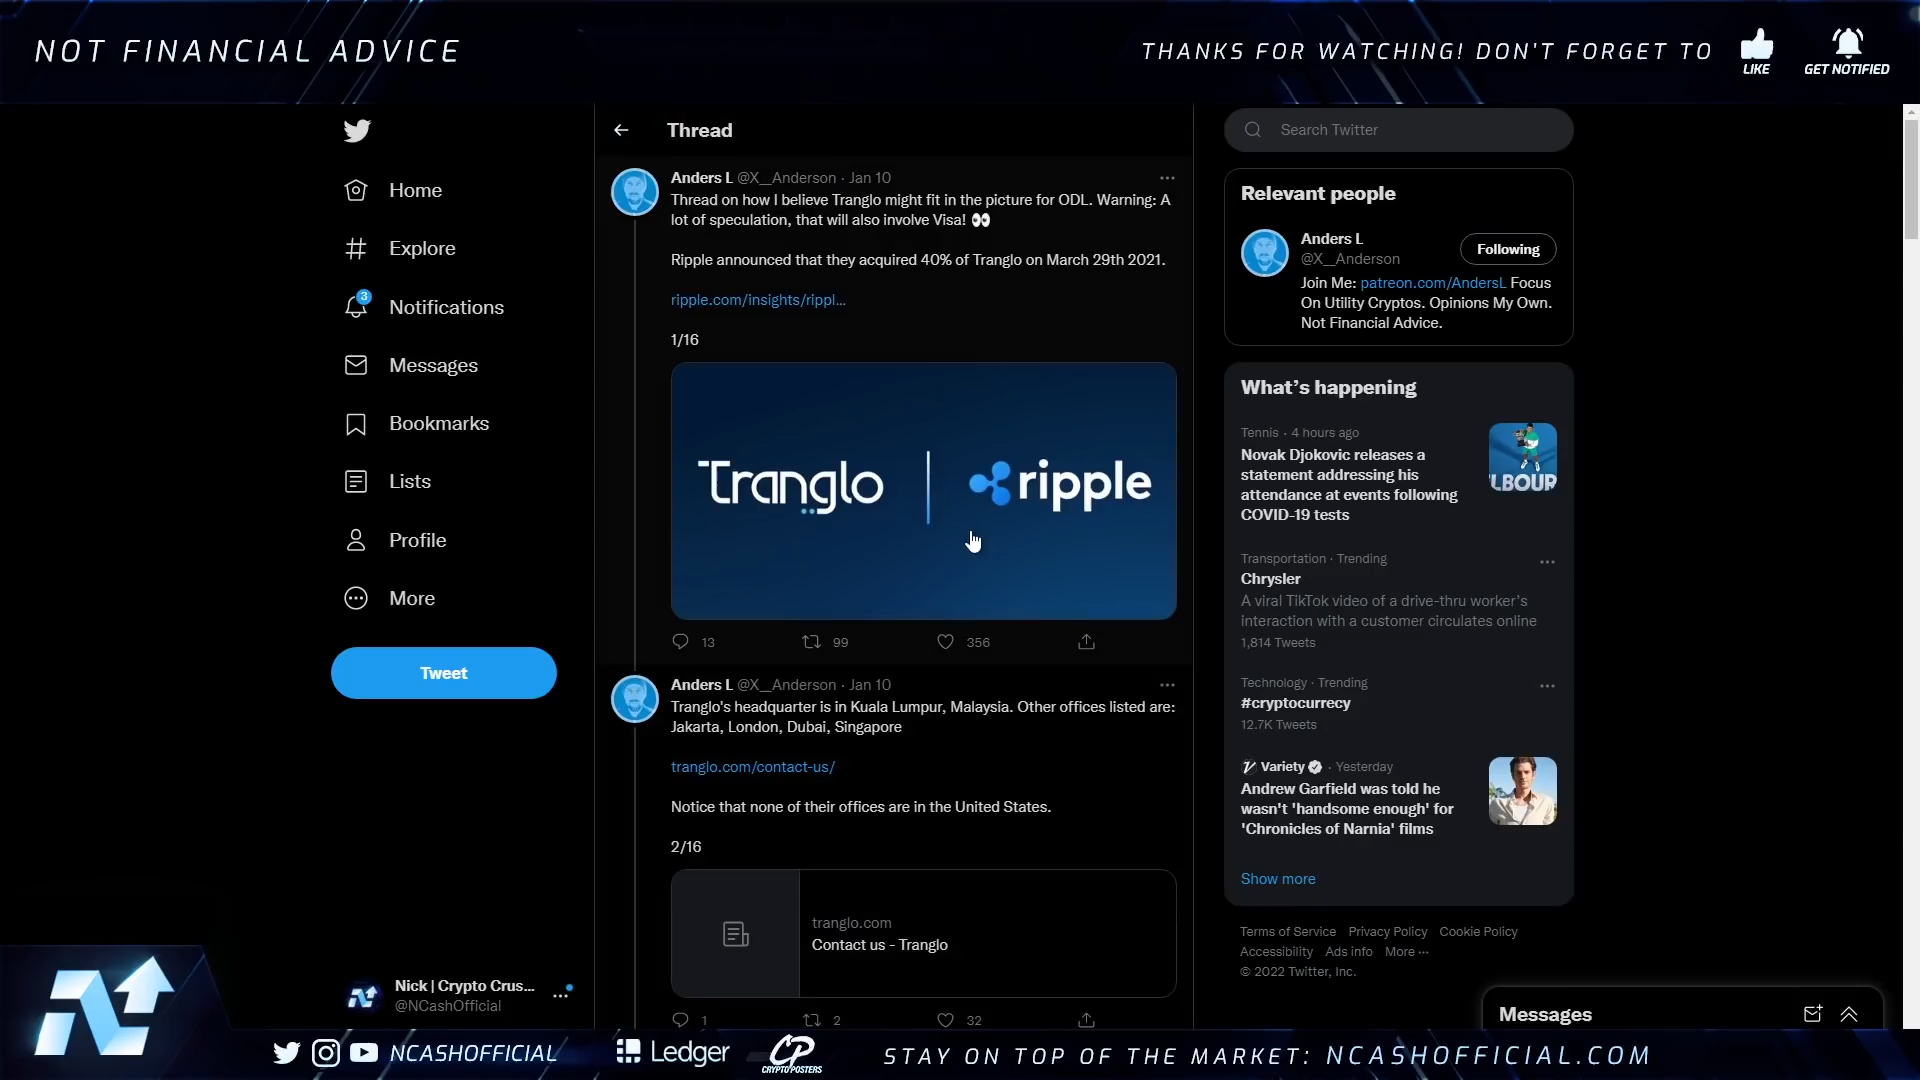 NOT FINANCIAL ADVICE
THANKS FOR WATCHING! DON'T FORGET TO
LIKE
GET NOTIFIED
Home
Explore
3
Notifications
Messages
Bookmarks
Lists
Profile
More
Tweet
Nick | Crypto Crus...
@NCashOfficial
Thread
Anders L @X__Anderson · Jan 10
Thread on how I believe Tranglo might fit in the picture for ODL. Warning: A
lot of speculation, that will also involve Visa! 👀
Ripple announced that they acquired 40% of Tranglo on March 29th 2021.
ripple.com/insights/rippl...
1/16
Tranglo | ripple
13
99
356
Anders L @X__Anderson · Jan 10
Tranglo's headquarter is in Kuala Lumpur, Malaysia. Other offices listed are:
Jakarta, London, Dubai, Singapore
tranglo.com/contact-us/
Notice that none of their offices are in the United States.
2/16
tranglo.com
Contact us - Tranglo
1
2
32
Search Twitter
Relevant people
Anders L
@X__Anderson
Following
Join Me: patreon.com/AndersL Focus
On Utility Cryptos. Opinions My Own.
Not Financial Advice.
What's happening
Tennis · 4 hours ago
Novak Djokovic releases a
statement addressing his
attendance at events following
COVID-19 tests
LBOUR
Transportation · Trending
Chrysler
A viral TikTok video of a drive-thru worker's
interaction with a customer circulates online
1,814 Tweets
Technology · Trending
#cryptocurrecy
12.7K Tweets
Variety · Yesterday
Andrew Garfield was told he
wasn't 'handsome enough' for
'Chronicles of Narnia' films
Show more
Terms of Service Privacy Policy Cookie Policy
Accessibility Ads info More ...
© 2022 Twitter, Inc.
Messages
NCASHOFFICIAL
Ledger
CP
CRYPTO POSTERS
STAY ON TOP OF THE MARKET: NCASHOFFICIAL.COM